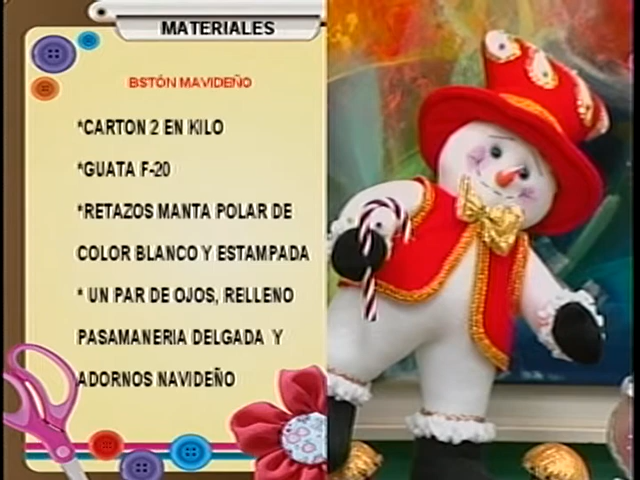 MATERIALES
BSTÓN MAVIDEÑO
*CARTON 2 EN KILO
*GUATA F-20
*RETAZOS MANTA POLAR DE
COLOR BLANCO Y ESTAMPADA
* UN PAR DE OJOS, RELLENO
PASAMANERIA DELGADA Y
ADORNOS NAVIDEÑO